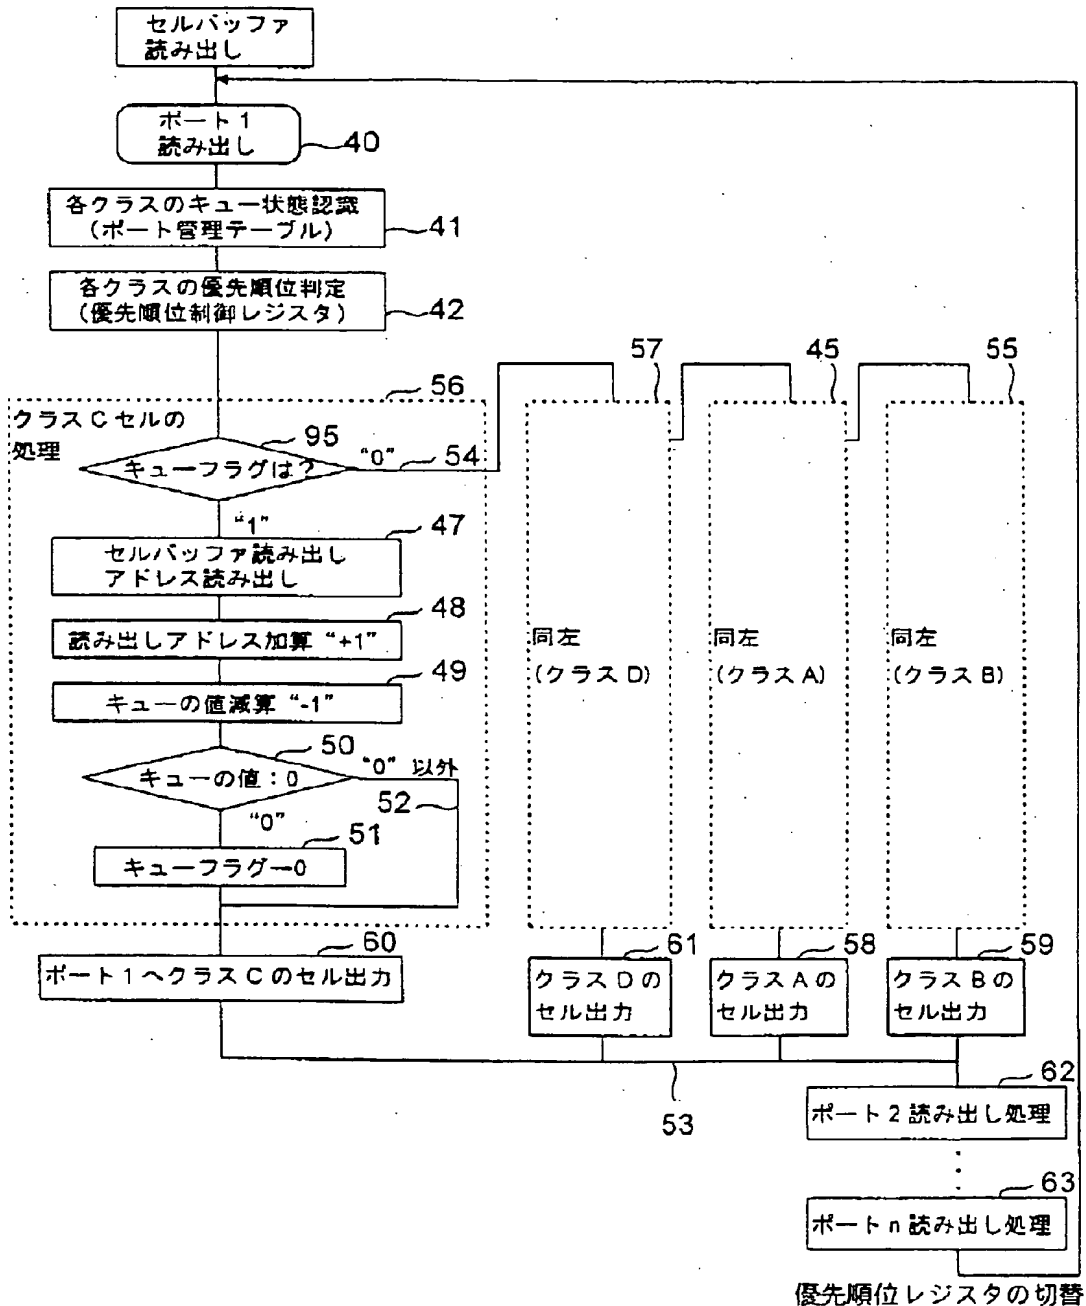 セルバッファ
読み出し
ポート1
読み出し
40
各クラスのキュー状態認識
(ポート管理テーブル)
41
各クラスの優先順位判定
(優先順位制御レジスタ)
42
56
クラスCセルの
処理
95
キューフラグは?
“0”
54
“1”
47
セルバッファ読み出し
アドレス読み出し
48
読み出しアドレス加算 “+1”
49
キューの値減算 “-1”
50
キューの値:0
“0” 以外
52
“0”
51
キューフラグ―0
57
同左
(クラスD)
45
同左
(クラスA)
55
同左
(クラスB)
60
ポート1へクラスCのセル出力
61
クラスDの
セル出力
58
クラスAの
セル出力
59
クラスBの
セル出力
53
62
ポート2読み出し処理
63
ポートn読み出し処理
優先順位レジスタの切替